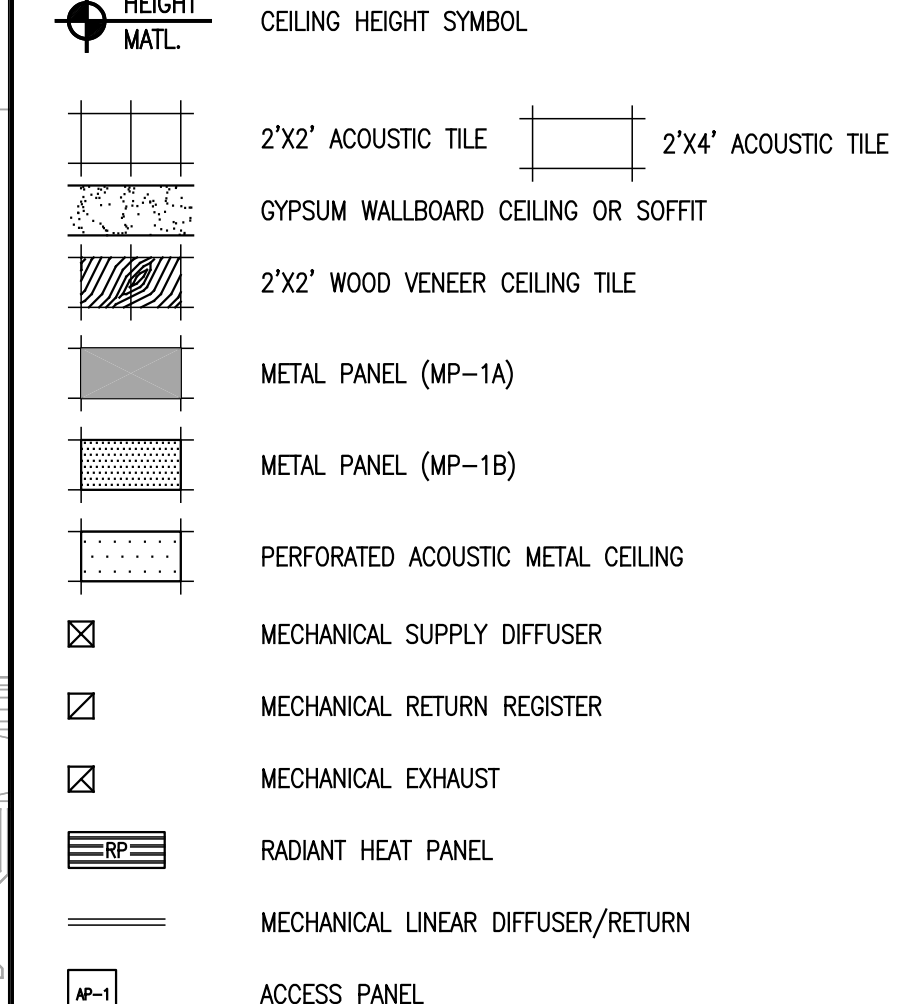 HEIGHT
MATL.
CEILING HEIGHT SYMBOL
2'X2' ACOUSTIC TILE
2'X4' ACOUSTIC TILE
GYPSUM WALLBOARD CEILING OR SOFFIT
2'X2' WOOD VENEER CEILING TILE
METAL PANEL (MP-1A)
METAL PANEL (MP-1B)
PERFORATED ACOUSTIC METAL CEILING
MECHANICAL SUPPLY DIFFUSER
MECHANICAL RETURN REGISTER
MECHANICAL EXHAUST
RP
RADIANT HEAT PANEL
MECHANICAL LINEAR DIFFUSER/RETURN
AP-1
ACCESS PANEL